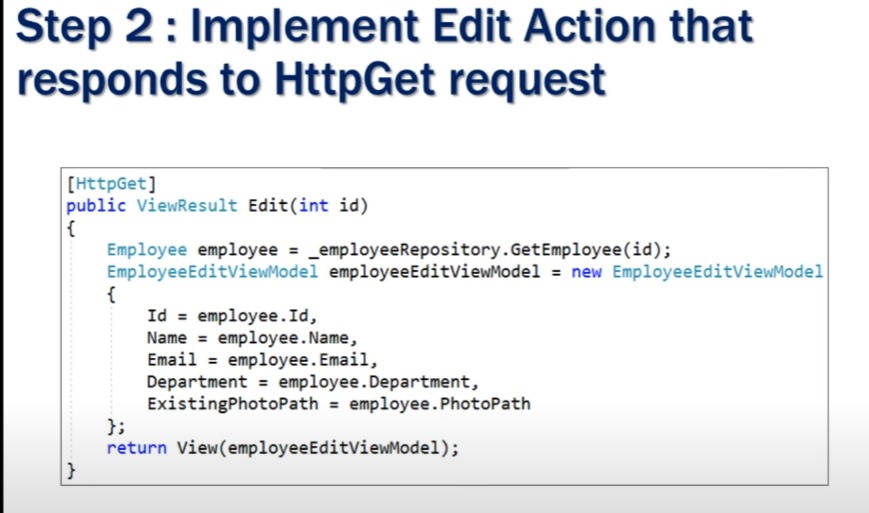 Step 2 : Implement Edit Action that
responds to HttpGet request
[HttpGet]
public ViewResult Edit(int id)
{
    Employee employee = _employeeRepository.GetEmployee(id);
    EmployeeEditViewModel employeeEditViewModel = new EmployeeEditViewModel
    {
        Id = employee.Id,
        Name = employee.Name,
        Email = employee.Email,
        Department = employee.Department,
        ExistingPhotoPath = employee.PhotoPath
    };
    return View(employeeEditViewModel);
}